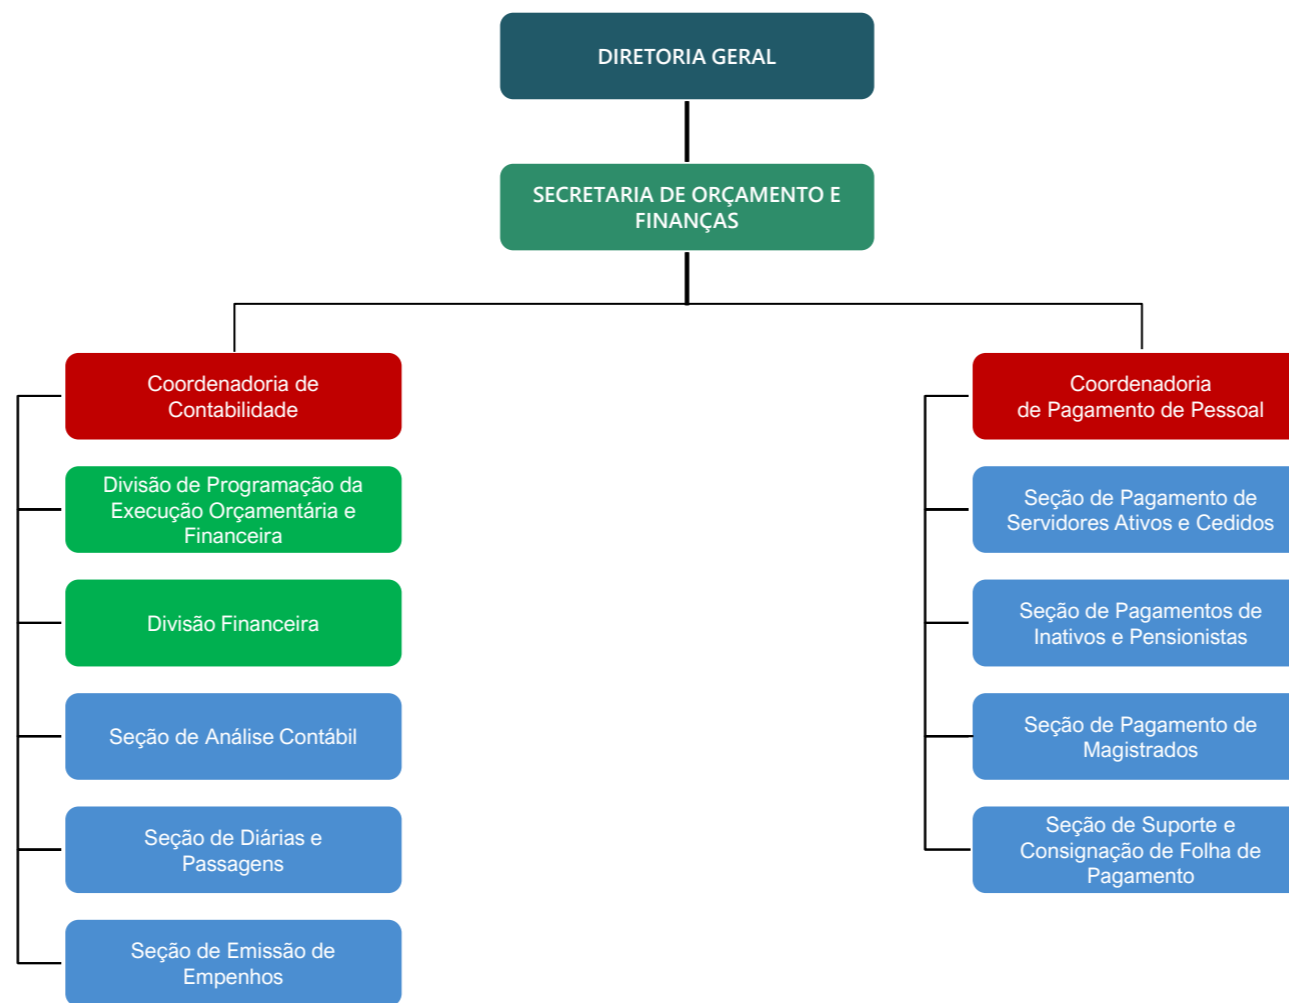 DIRETORIA GERAL
SECRETARIA DE ORÇAMENTO E
FINANÇAS
Coordenadoria de
Contabilidade
Divisão de Programação da
Execução Orçamentária e
Financeira
Divisão Financeira
Seção de Análise Contábil
Seção de Diárias e
Passagens
Seção de Emissão de
Empenhos
Coordenadoria
de Pagamento de Pessoal
Seção de Pagamento de
Servidores Ativos e Cedidos
Seção de Pagamentos de
Inativos e Pensionistas
Seção de Pagamento de
Magistrados
Seção de Suporte e
Consignação de Folha de
Pagamento